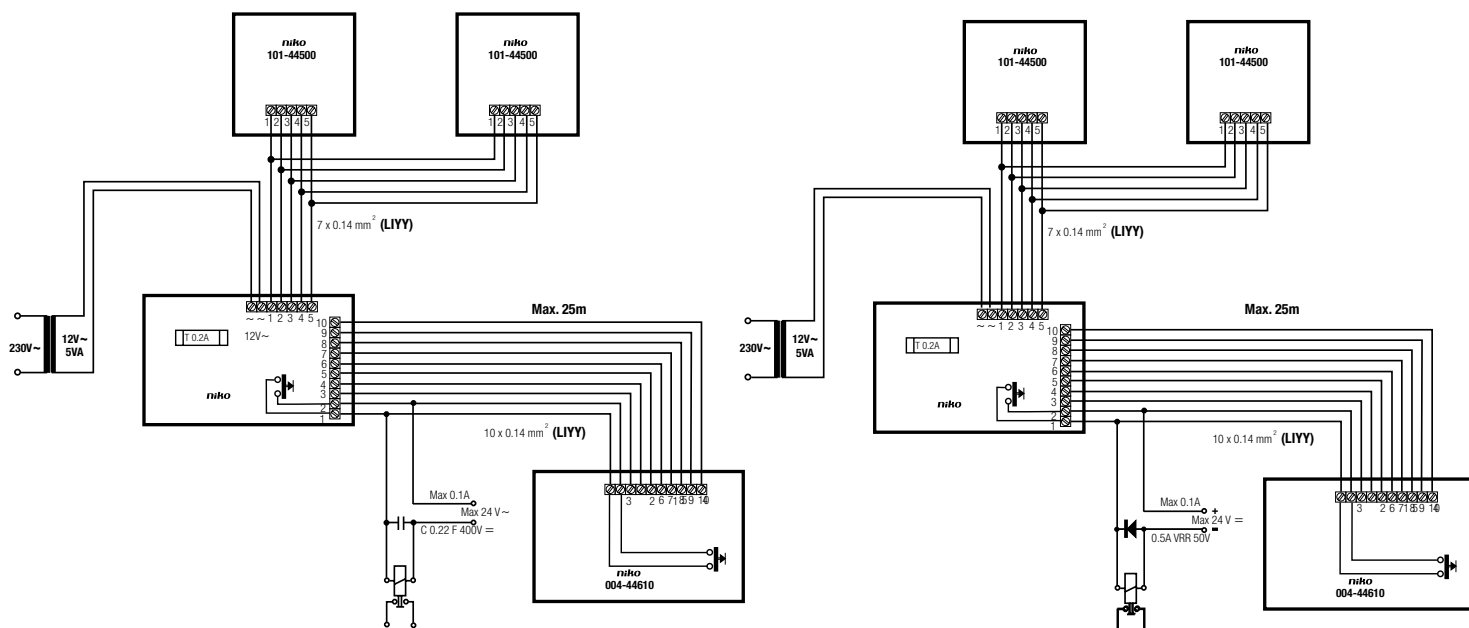 niko
101-44500
1 2 3 4 5
niko
101-44500
1 2 3 4 5
7 x 0.14 mm² (LIYY)
230V~
12V~
5VA
~ ~ 1 2 3 4 5
T 0.2A
12V~
niko
10
9
8
7
6
5
4
3
2
1
Max. 25m
10 x 0.14 mm² (LIYY)
Max 0.1A
Max 24 V ~
C 0.22 F 400V =
3 2 6 7 1 8 5 9 10 4
niko
004-44610
niko
101-44500
1 2 3 4 5
niko
101-44500
1 2 3 4 5
7 x 0.14 mm² (LIYY)
230V~
12V~
5VA
~ ~ 1 2 3 4 5
T 0.2A
niko
10
9
8
7
6
5
4
3
2
1
Max. 25m
10 x 0.14 mm² (LIYY)
Max 0.1A
+
Max 24 V =
-
0.5A VRR 50V
3 2 6 7 1 8 5 9 10 4
niko
004-44610